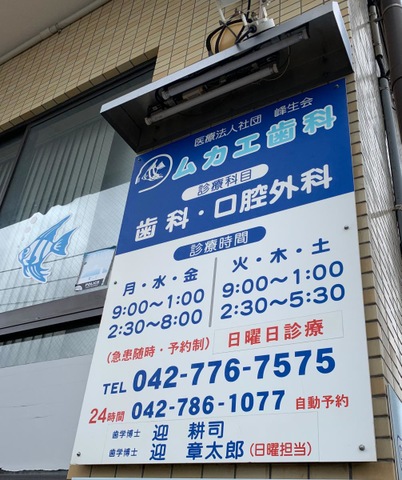 医療法人社団 峰生会
ムカエ歯科
診療科目
歯科・口腔外科
診療時間
月・水・金
9:00～1:00
2:30～8:00
火・木・土
9:00～1:00
2:30～5:30
(急患随時・予約制)
日曜日診療
TEL 042-776-7575
24時間 042-786-1077 自動予約
歯学博士 迎 耕司
歯学博士 迎 章太郎 (日曜担当)